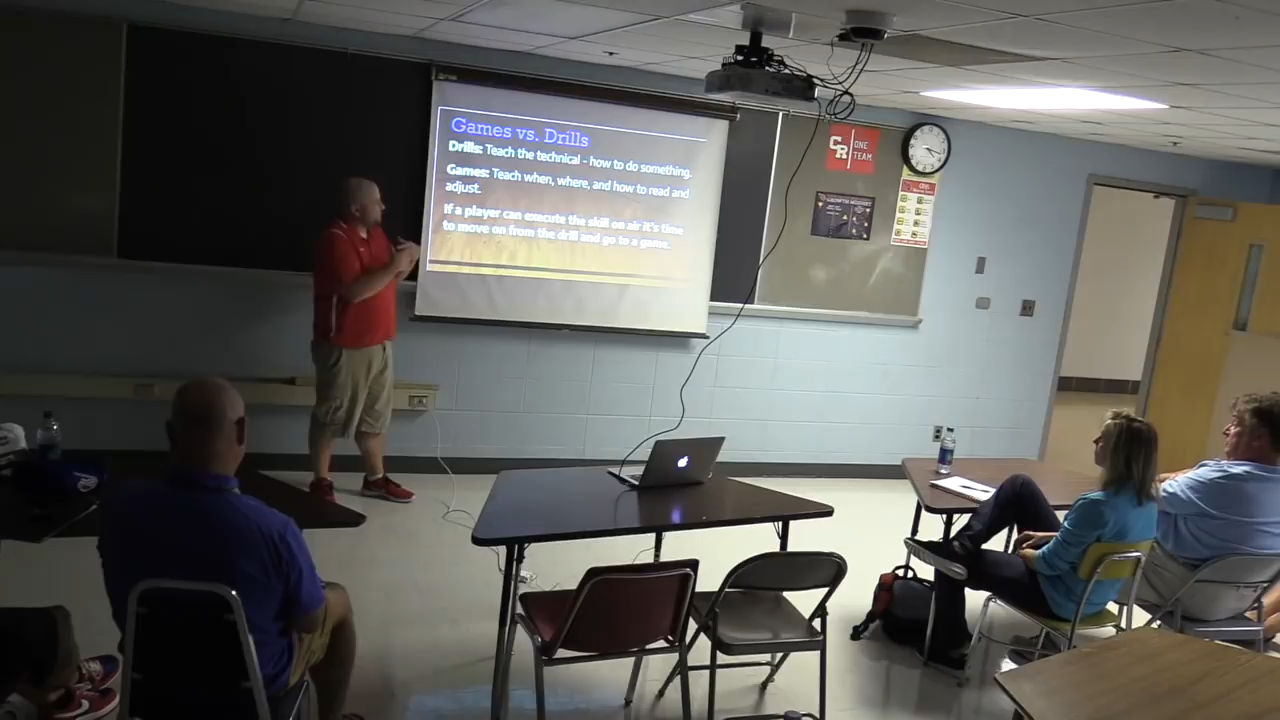 Games vs. Drills
Drills: Teach the technical - how to do something.
Games: Teach when, where, and how to read and
adjust.
If a player can execute the skill on air it's time
to move on from the drill and go to a game.
CR
ONE
TEAM
GROWTH MINDSET